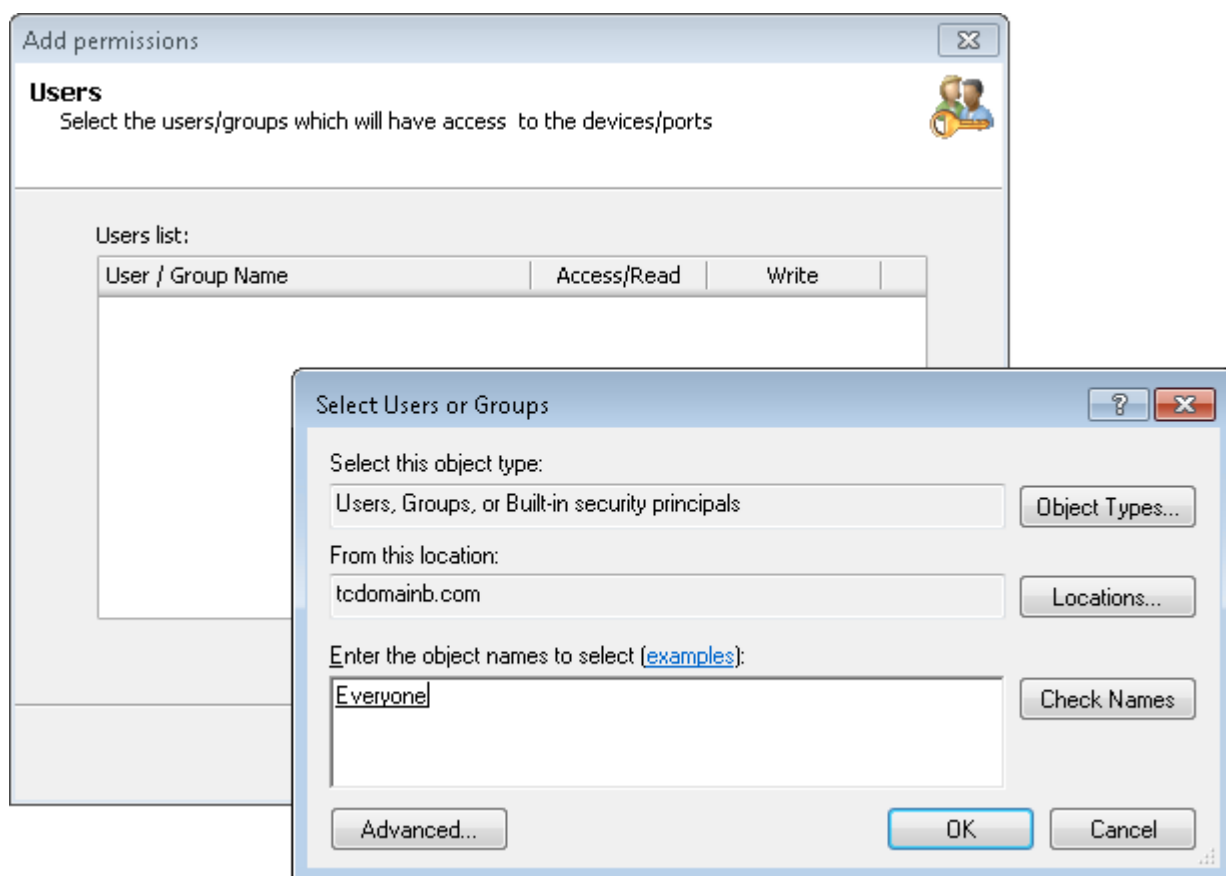 Add permissions
Users
Select the users/groups which will have access to the devices/ports
Users list:
User / Group Name Access/Read Write
Select Users or Groups
Select this object type:
Users, Groups, or Built-in security principals
Object Types...
From this location:
tcdomainb.com
Locations...
Enter the object names to select (examples):
Everyone
Check Names
Advanced...
OK
Cancel